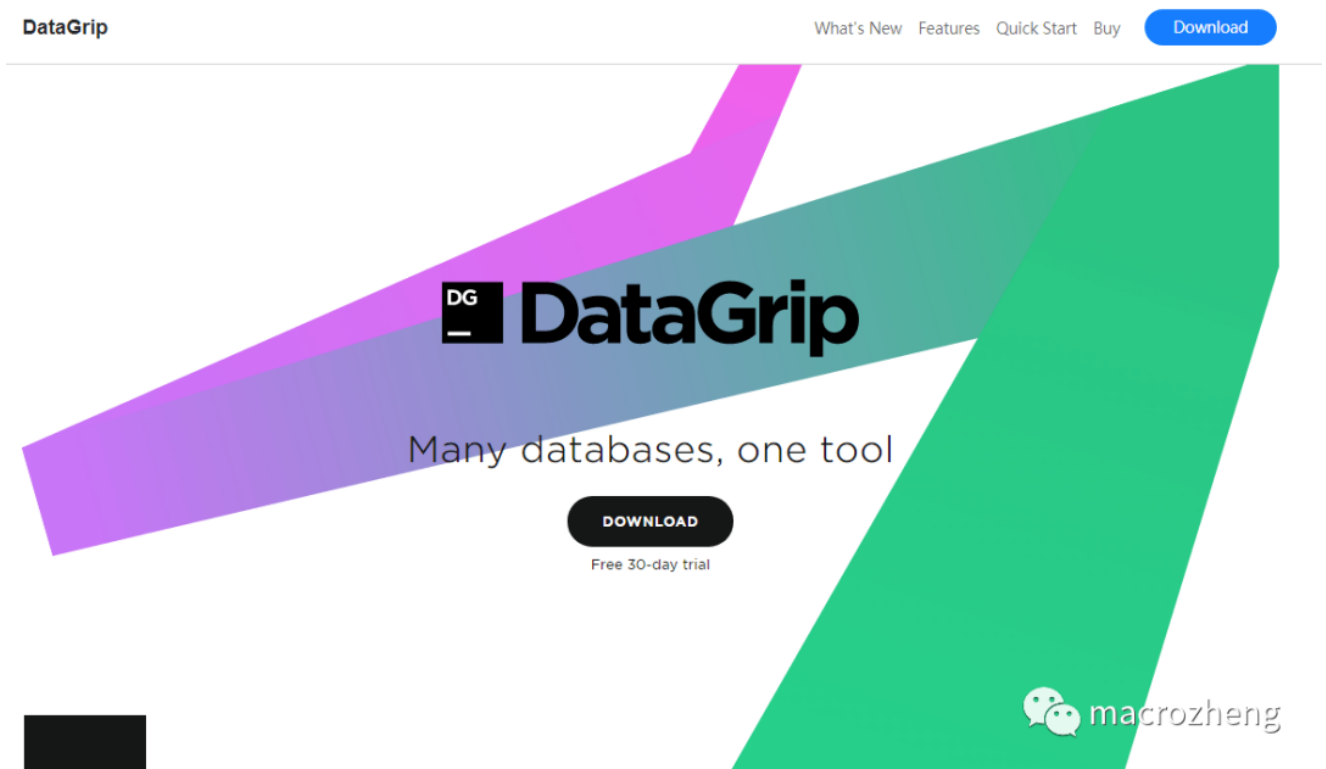 DataGrip
What's New Features Quick Start Buy Download
DG
DataGrip
Many databases, one tool
DOWNLOAD
Free 30-day trial
macrozheng